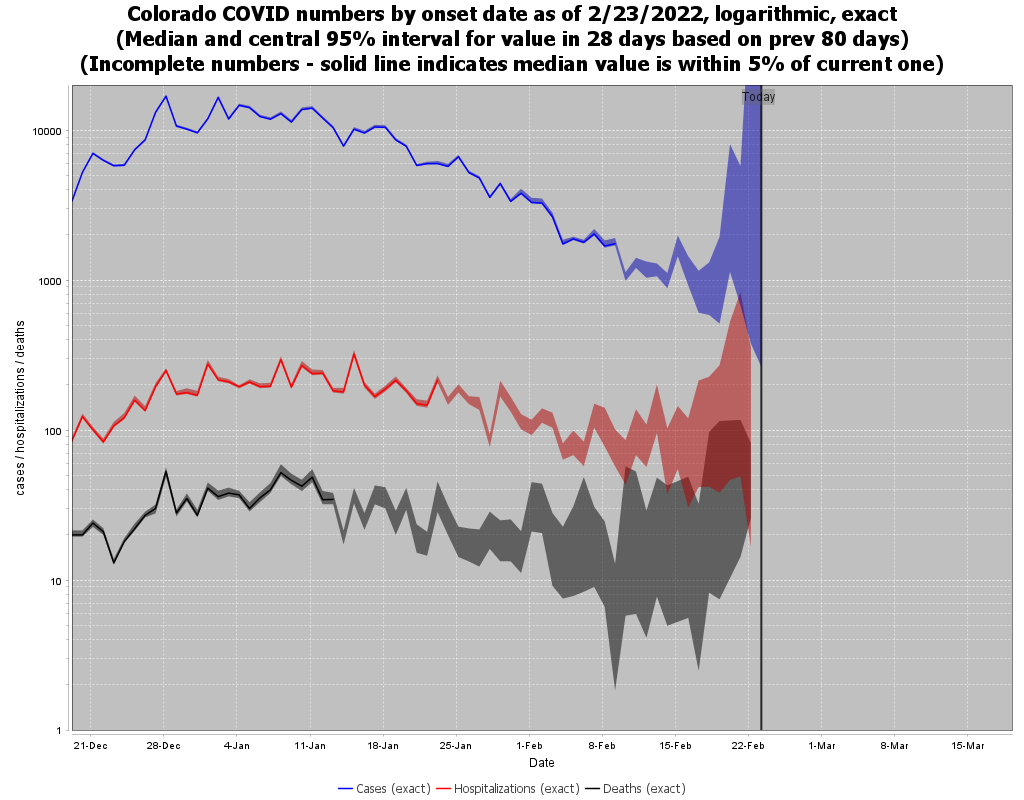 Colorado COVID numbers by onset date as of 2/23/2022, logarithmic, exact
(Median and central 95% interval for value in 28 days based on prev 80 days)
(Incomplete numbers - solid line indicates median value is within 5% of current one)
Today
10000
1000
100
10
1
cases / hospitalizations / deaths
21-Dec 28-Dec 4-Jan 11-Jan 18-Jan 25-Jan 1-Feb 8-Feb 15-Feb 22-Feb 1-Mar 8-Mar 15-Mar
Date
Cases (exact) Hospitalizations (exact) Deaths (exact)